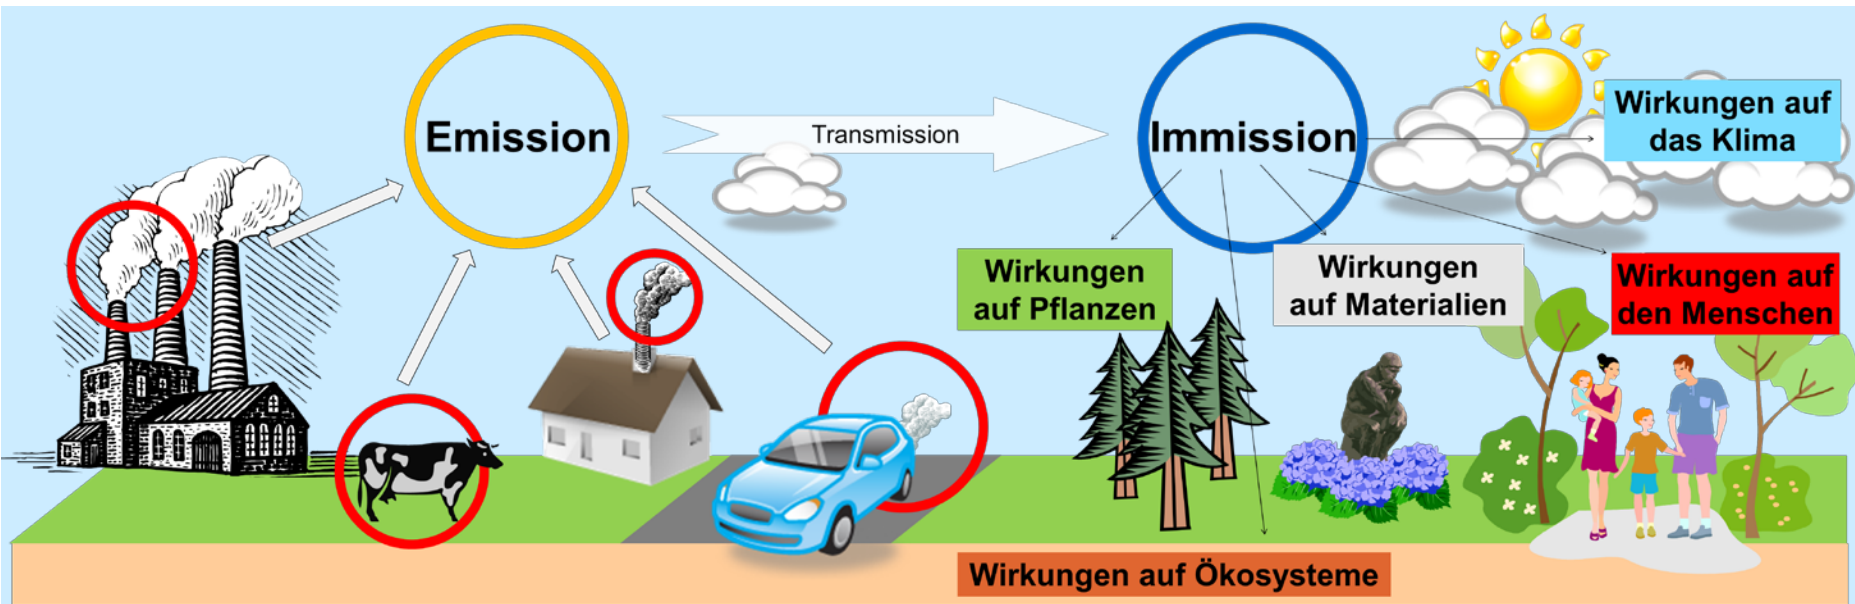 Emission
Transmission
Immission
Wirkungen auf
das Klima
Wirkungen
auf Pflanzen
Wirkungen
auf Materialien
Wirkungen auf
den Menschen
Wirkungen auf Ökosysteme